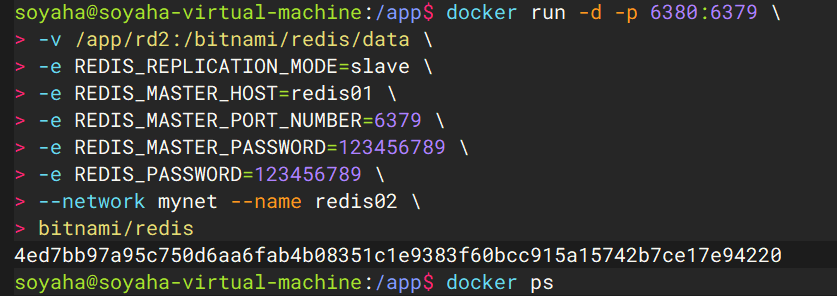 soyaha@soyaha-virtual-machine:/app$ docker run -d -p 6380:6379 \
> -v /app/rd2:/bitnami/redis/data \
> -e REDIS_REPLICATION_MODE=slave \
> -e REDIS_MASTER_HOST=redis01 \
> -e REDIS_MASTER_PORT_NUMBER=6379 \
> -e REDIS_MASTER_PASSWORD=123456789 \
> -e REDIS_PASSWORD=123456789 \
> --network mynet --name redis02 \
> bitnami/redis
4ed7bb97a95c750d6aa6fab4b08351c1e9383f60bcc915a15742b7ce17e94220
soyaha@soyaha-virtual-machine:/app$ docker ps